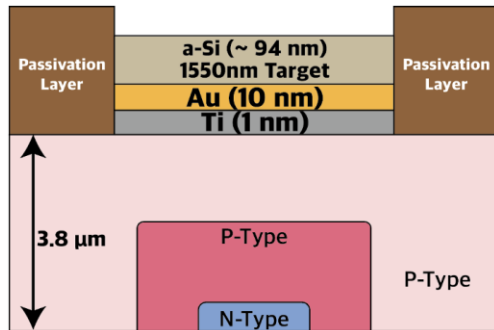 Passivation
Layer
a-Si (~ 94 nm)
1550nm Target
Au (10 nm)
Ti (1 nm)
Passivation
Layer
3.8 µm
P-Type
P-Type
N-Type